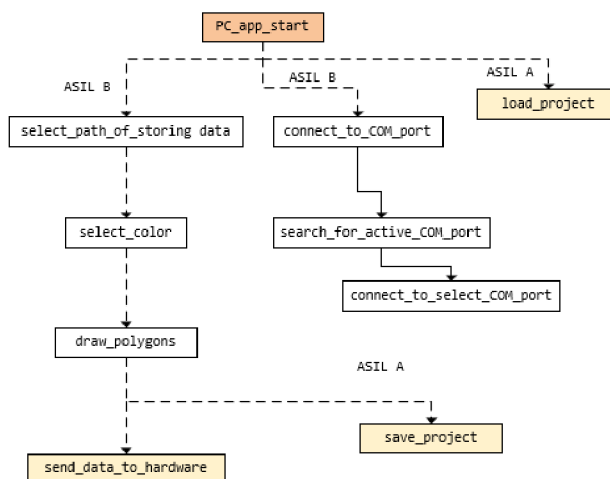 PC_app_start
ASIL B
ASIL B
ASIL A
load_project
select_path_of_storing data
connect_to_COM_port
select_color
search_for_active_COM_port
connect_to_select_COM_port
draw_polygons
ASIL A
save_project
send_data_to_hardware